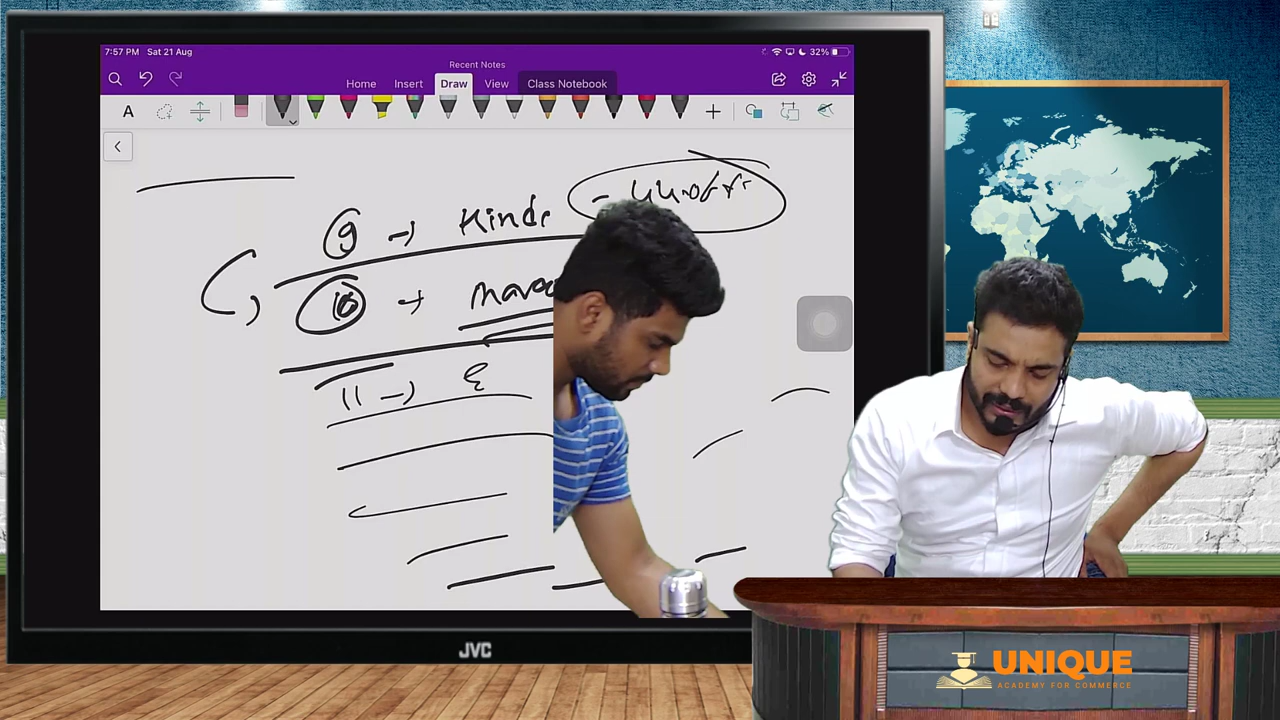 7:57 PM Sat 21 Aug
32%
Recent Notes
Home Insert Draw View Class Notebook
A
9 → Hindi
10 →
11 →
JVC
UNIQUE
ACADEMY FOR COMMERCE